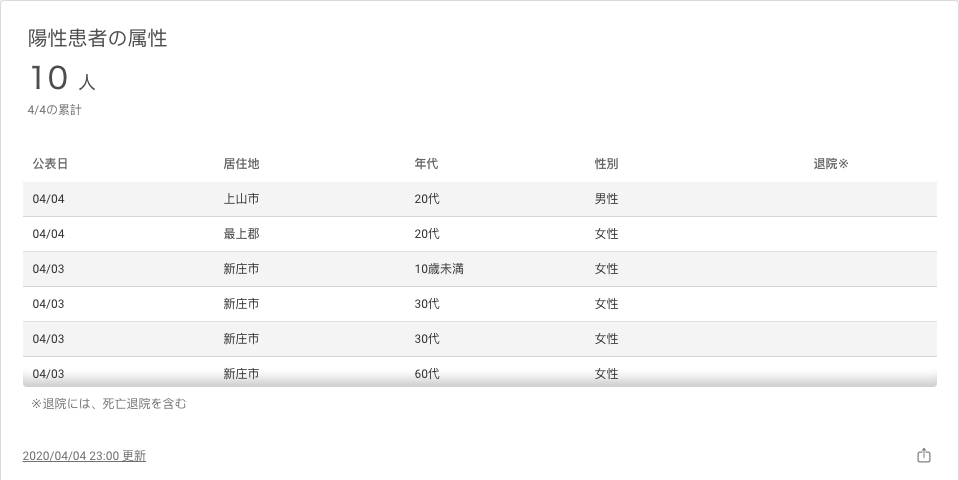 陽性患者の属性
10 人
4/4の累計
公表日 居住地 年代 性別 退院※
04/04 上山市 20代 男性
04/04 最上郡 20代 女性
04/03 新庄市 10歳未満 女性
04/03 新庄市 30代 女性
04/03 新庄市 30代 女性
04/03 新庄市 60代 女性
※退院には、死亡退院を含む
2020/04/04 23:00 更新